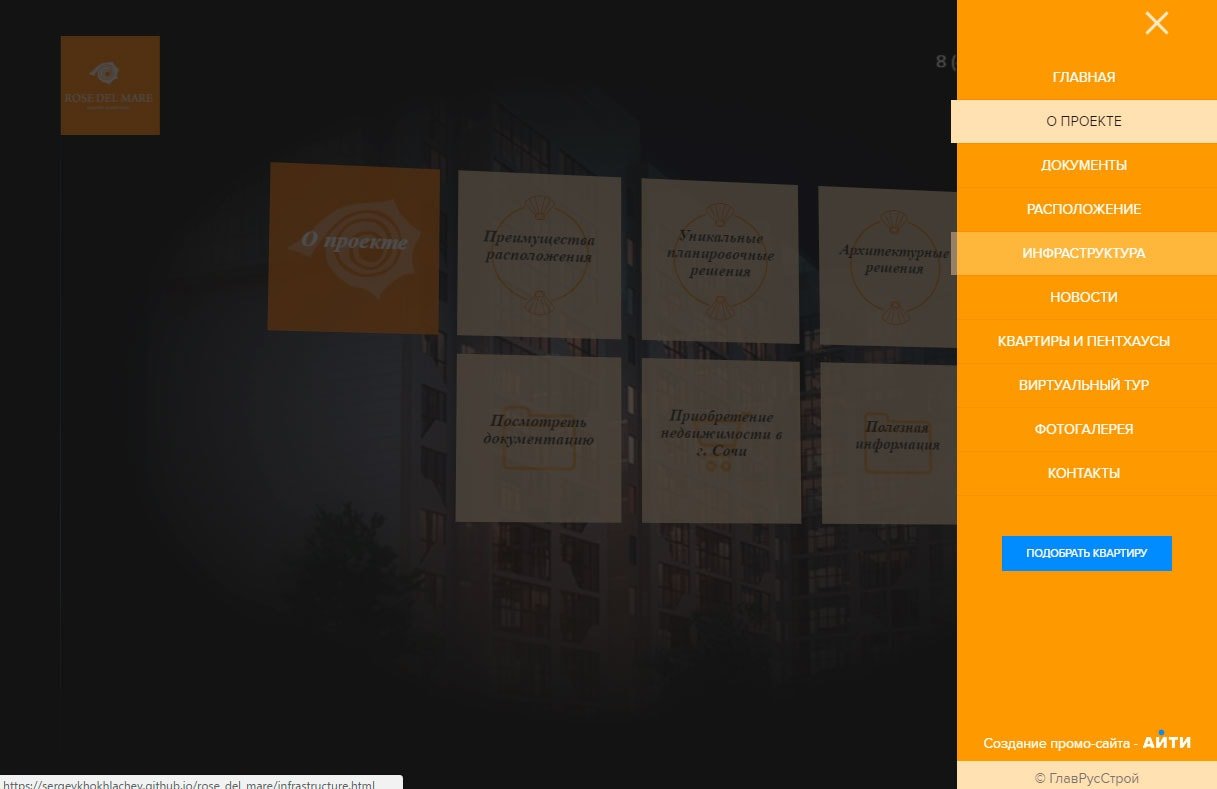 ROSE DEL MARE
8 (
О проекте
Преимущества
расположения
Уникальные
планировочные
решения
Архитектурные
решения
Посмотреть
документацию
Приобретение
недвижимости в
г. Сочи
Полезная
информация
ГЛАВНАЯ
О ПРОЕКТЕ
ДОКУМЕНТЫ
РАСПОЛОЖЕНИЕ
ИНФРАСТРУКТУРА
НОВОСТИ
КВАРТИРЫ И ПЕНТХАУСЫ
ВИРТУАЛЬНЫЙ ТУР
ФОТОГАЛЕРЕЯ
КОНТАКТЫ
ПОДОБРАТЬ КВАРТИРУ
Создание промо-сайта - АЙТИ
© ГлавРусСтрой
https://sergeykhokhlachev.github.io/rose_del_mare/infrastructure.html